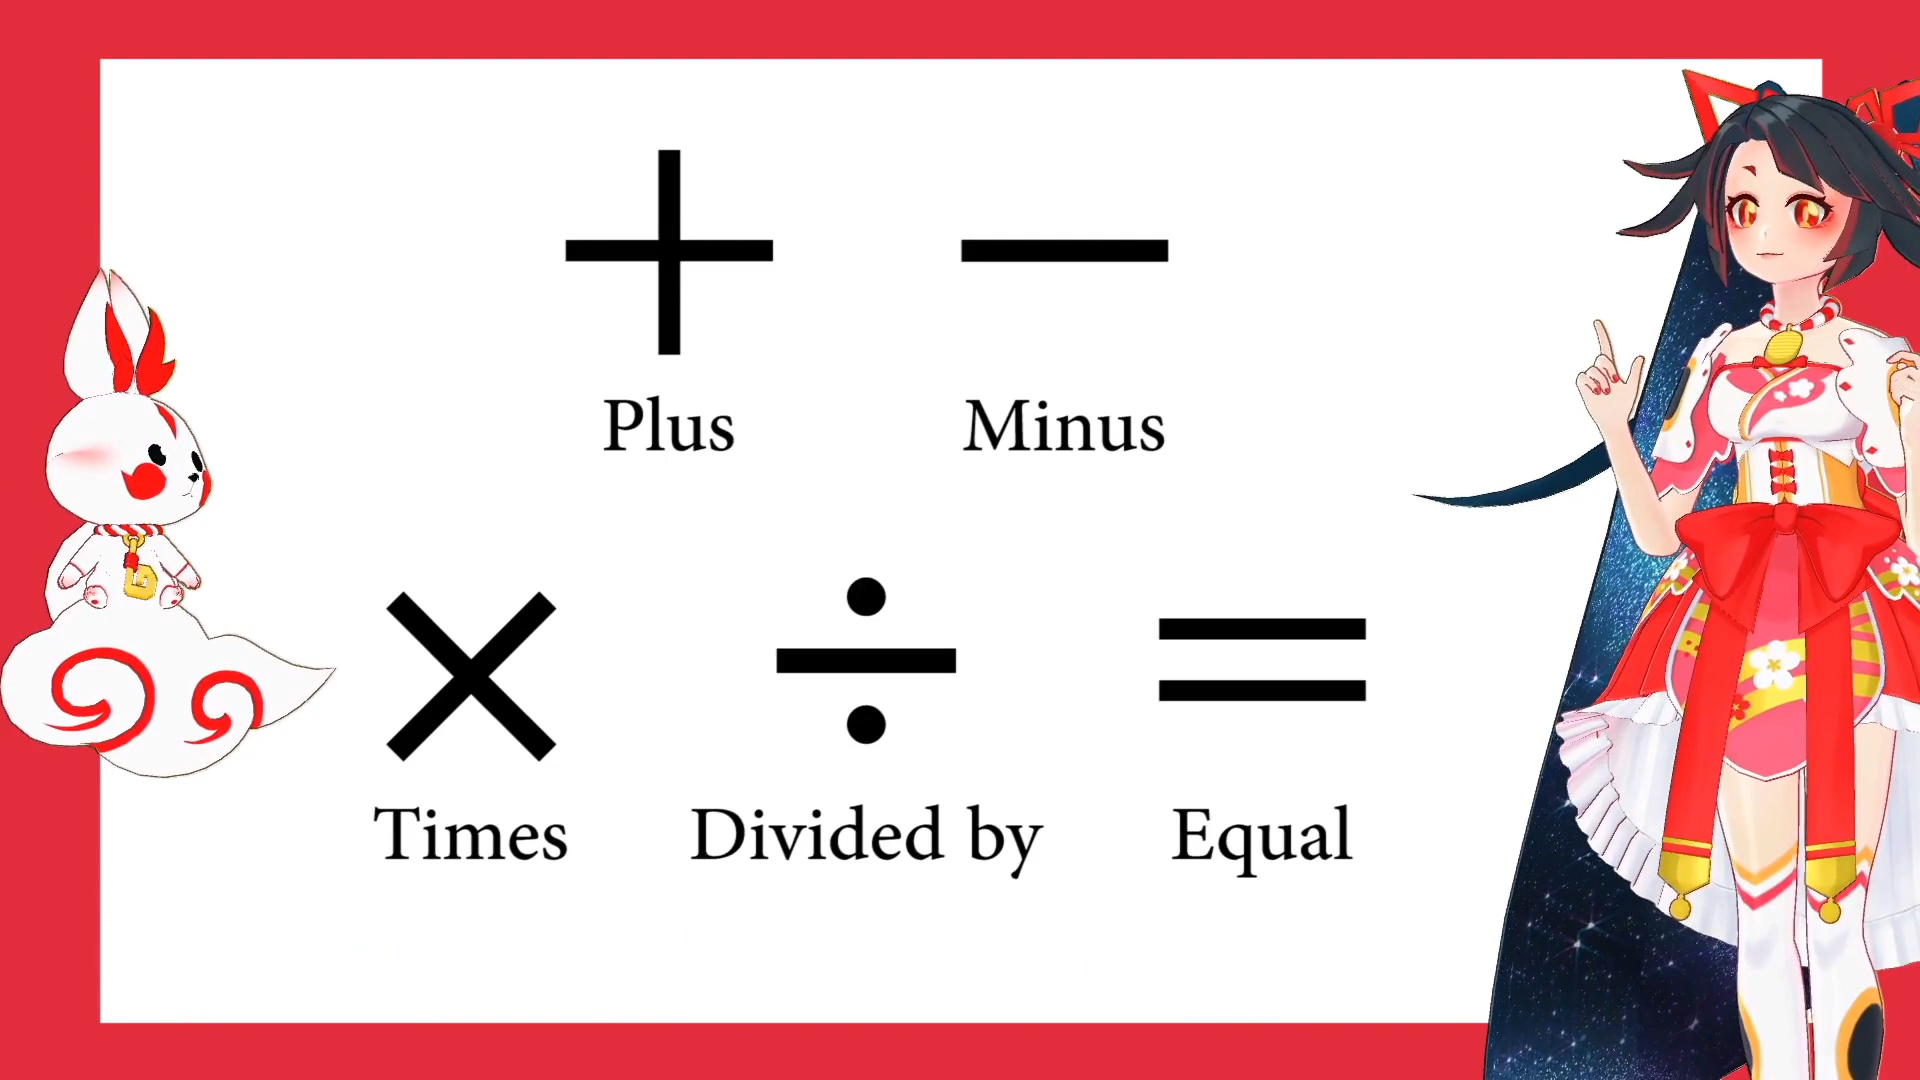 + −
Plus Minus
× ÷ =
Times Divided by Equal